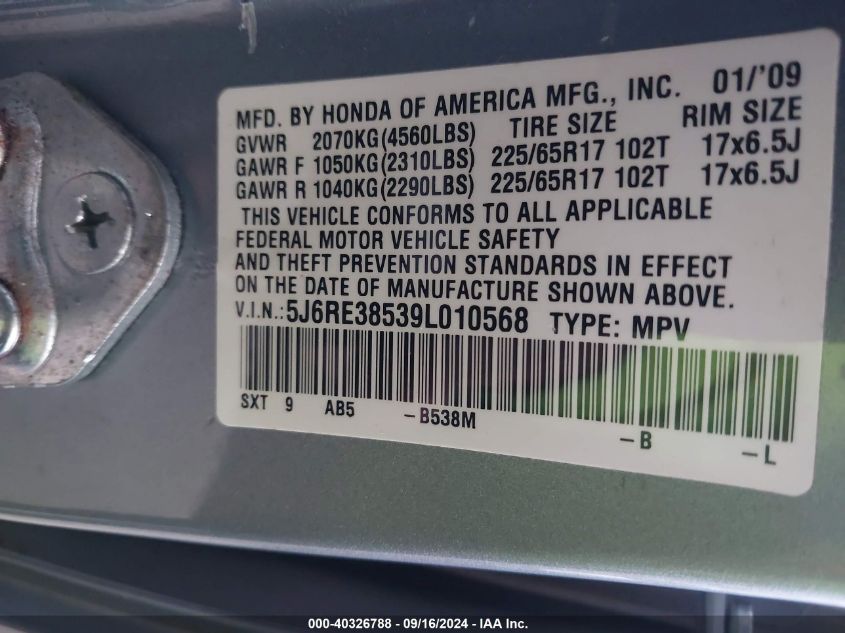 MFD. BY HONDA OF AMERICA MFG., INC. 01/'09
GVWR 2070KG(4560LBS) TIRE SIZE RIM SIZE
GAWR F 1050KG(2310LBS) 225/65R17 102T 17x6.5J
GAWR R 1040KG(2290LBS) 225/65R17 102T 17x6.5J
THIS VEHICLE CONFORMS TO ALL APPLICABLE
FEDERAL MOTOR VEHICLE SAFETY
AND THEFT PREVENTION STANDARDS IN EFFECT
ON THE DATE OF MANUFACTURE SHOWN ABOVE.
V.I.N.: 5J6RE38539L010568 TYPE: MPV
SXT 9 AB5 -B538M -B -L
000-40326788 - 09/16/2024 - IAA Inc.